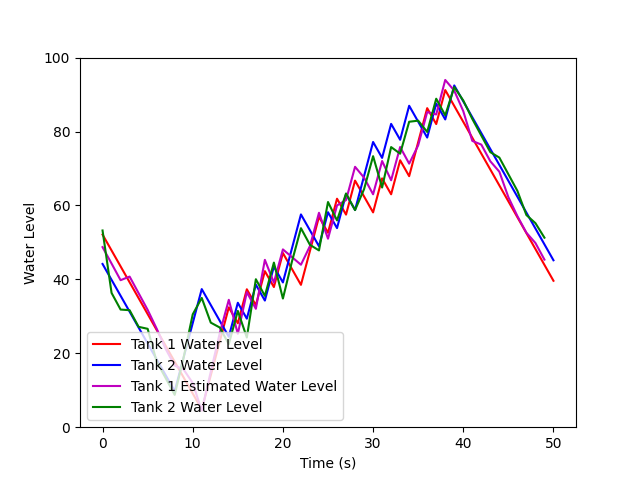 100
80
60
40
20
0
Water Level
Tank 1 Water Level
Tank 2 Water Level
Tank 1 Estimated Water Level
Tank 2 Water Level
0 10 20 30 40 50
Time (s)